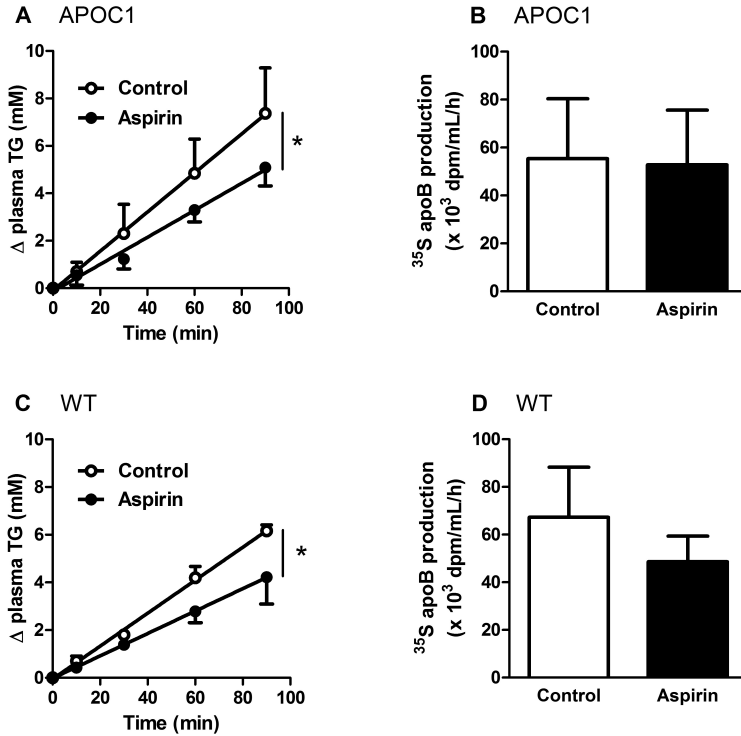 A APOC1
Δ plasma TG (mM)
10
8
6
4
2
0
Control
Aspirin
*
0 20 40 60 80 100
Time (min)
B APOC1
³⁵S apoB production
(x 10³ dpm/mL/h)
100
80
60
40
20
0
Control Aspirin
C WT
Δ plasma TG (mM)
10
8
6
4
2
0
Control
Aspirin
*
0 20 40 60 80 100
Time (min)
D WT
³⁵S apoB production
(x 10³ dpm/mL/h)
100
80
60
40
20
0
Control Aspirin